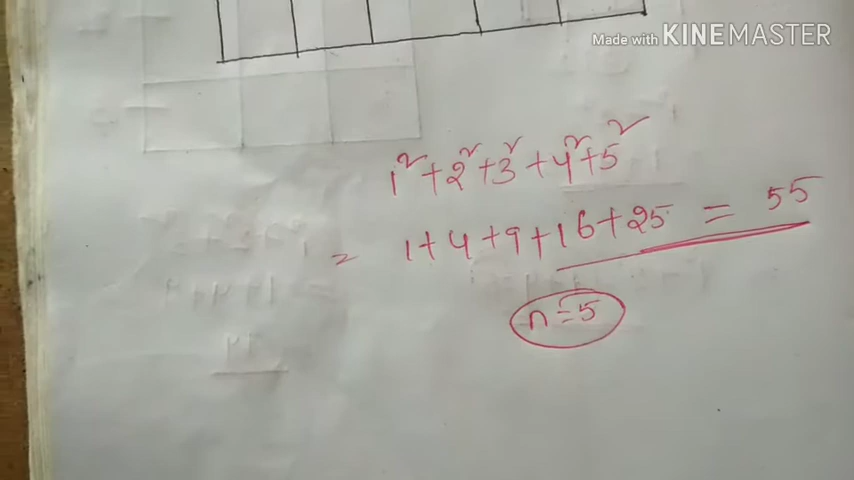 Made with KINEMASTER
1² + 2² + 3² + 4² + 5²
= 1 + 4 + 9 + 16 + 25 = 55
n = 5